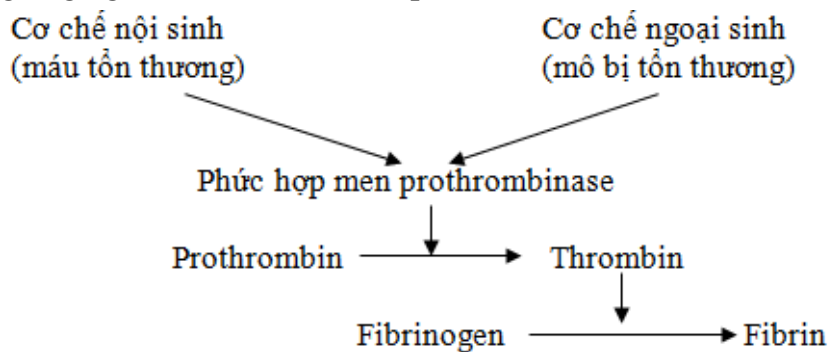 Cơ chế nội sinh
(máu tổn thương)
Cơ chế ngoại sinh
(mô bị tổn thương)
Phức hợp men prothrombinase
Prothrombin
Thrombin
Fibrinogen
Fibrin